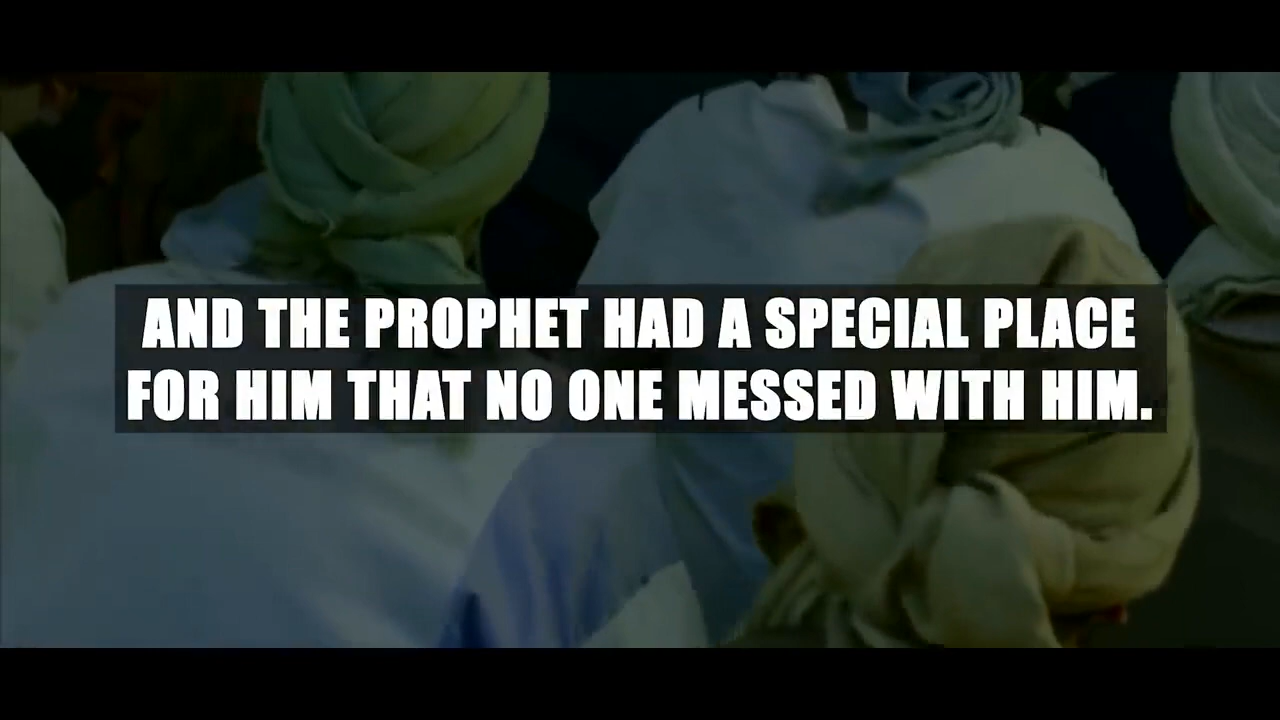 AND THE PROPHET HAD A SPECIAL PLACE
FOR HIM THAT NO ONE MESSED WITH HIM.